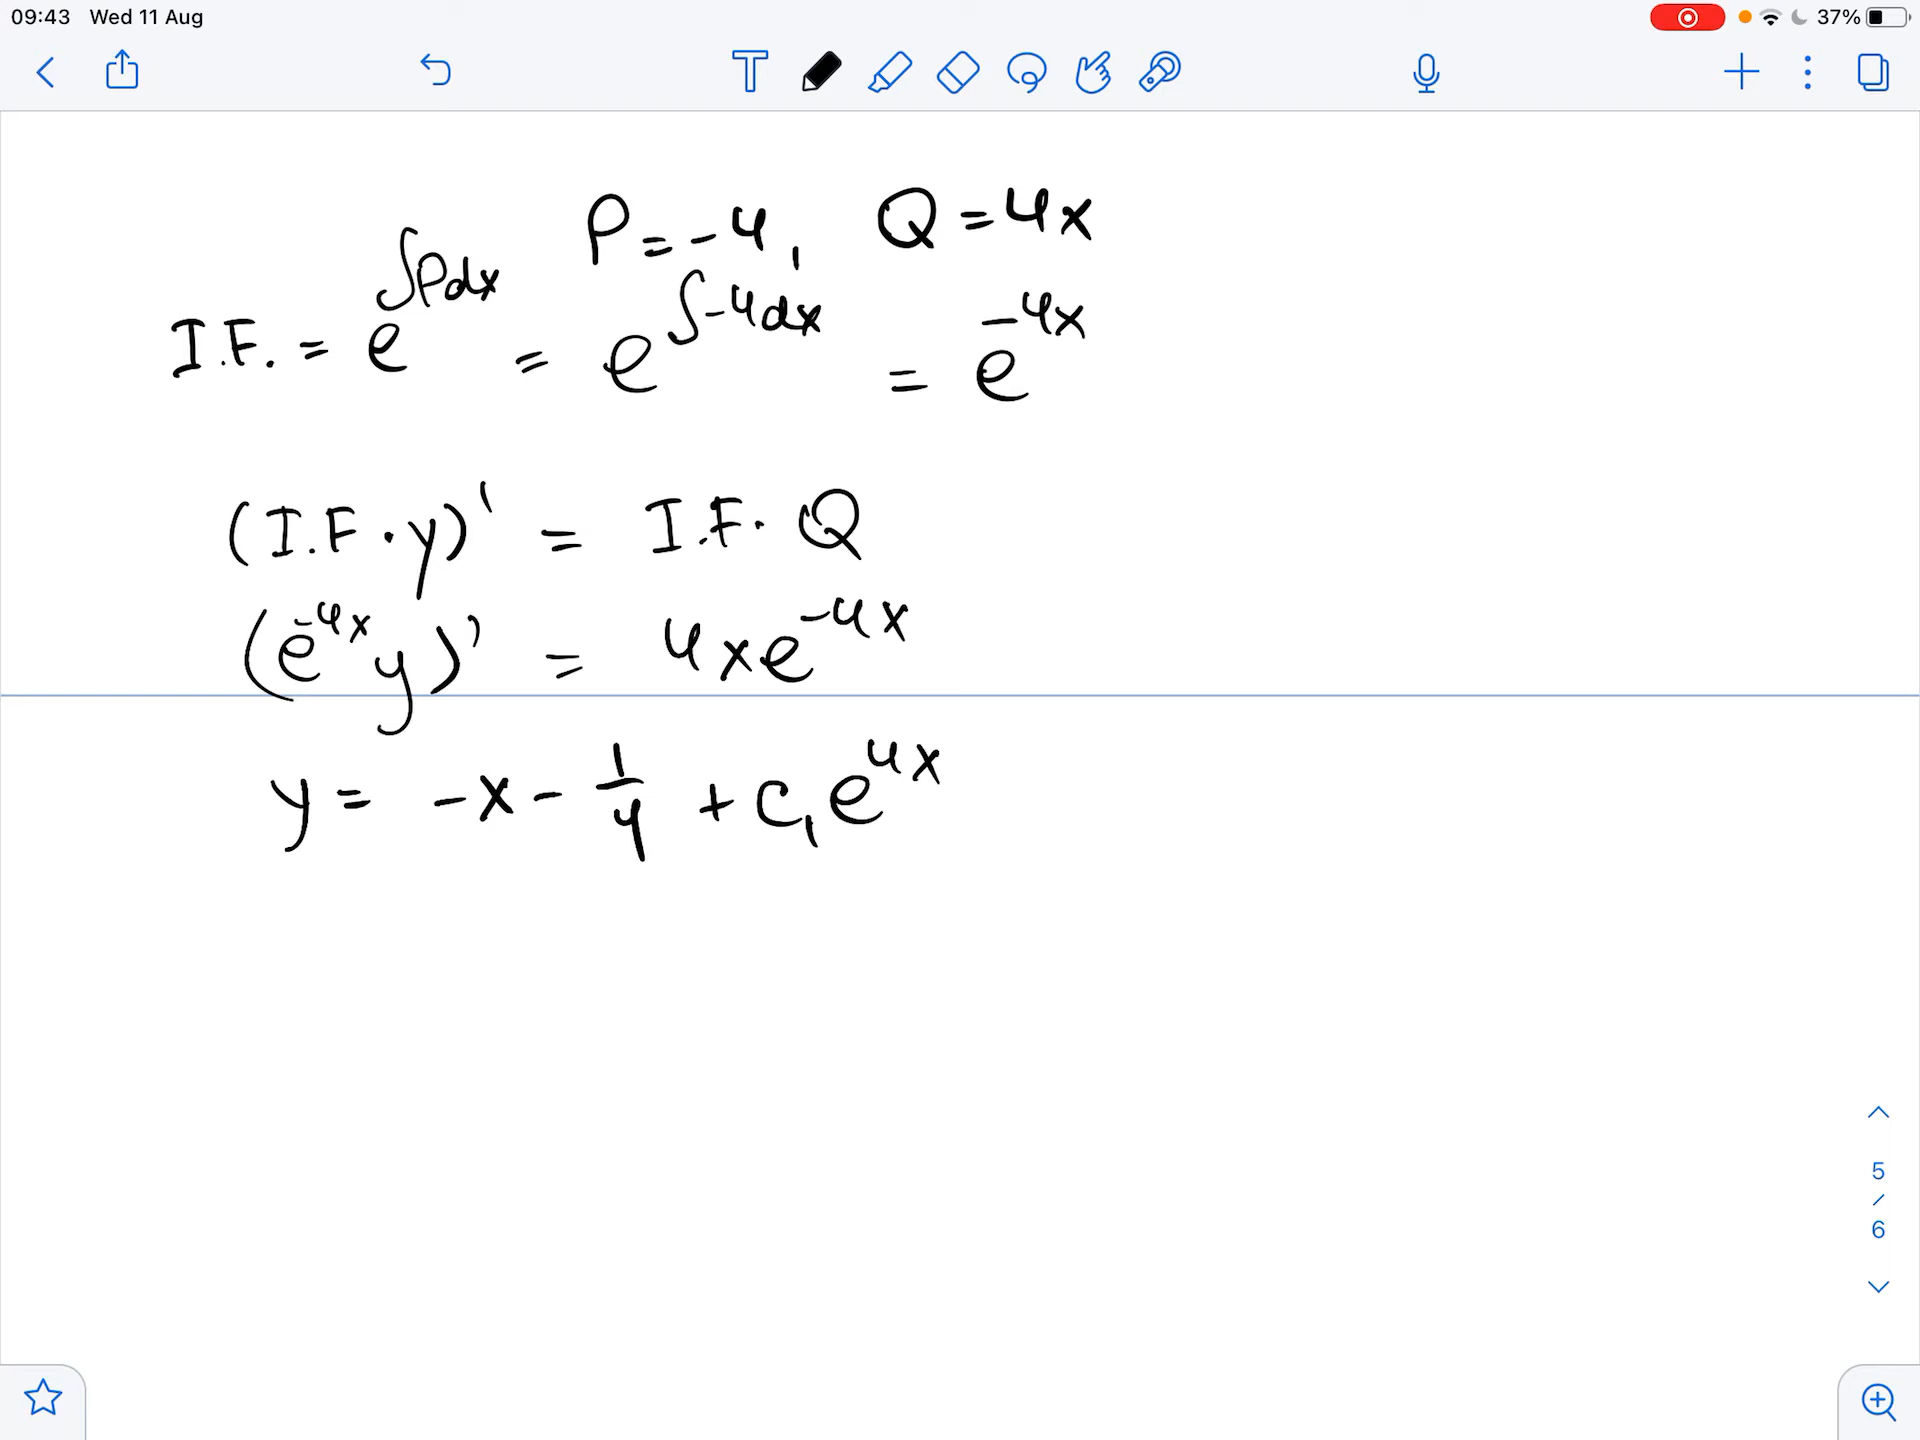 09:43 Wed 11 Aug 37%
T
P = -4, Q = 4x
I.F. = e^{∫Pdx} = e^{∫-4dx} = e^{-4x}
(I.F. · y)' = I.F. · Q
(e^{-4x} y)' = 4xe^{-4x}
y = -x - 1/4 + C₁e^{4x}
5
/
6